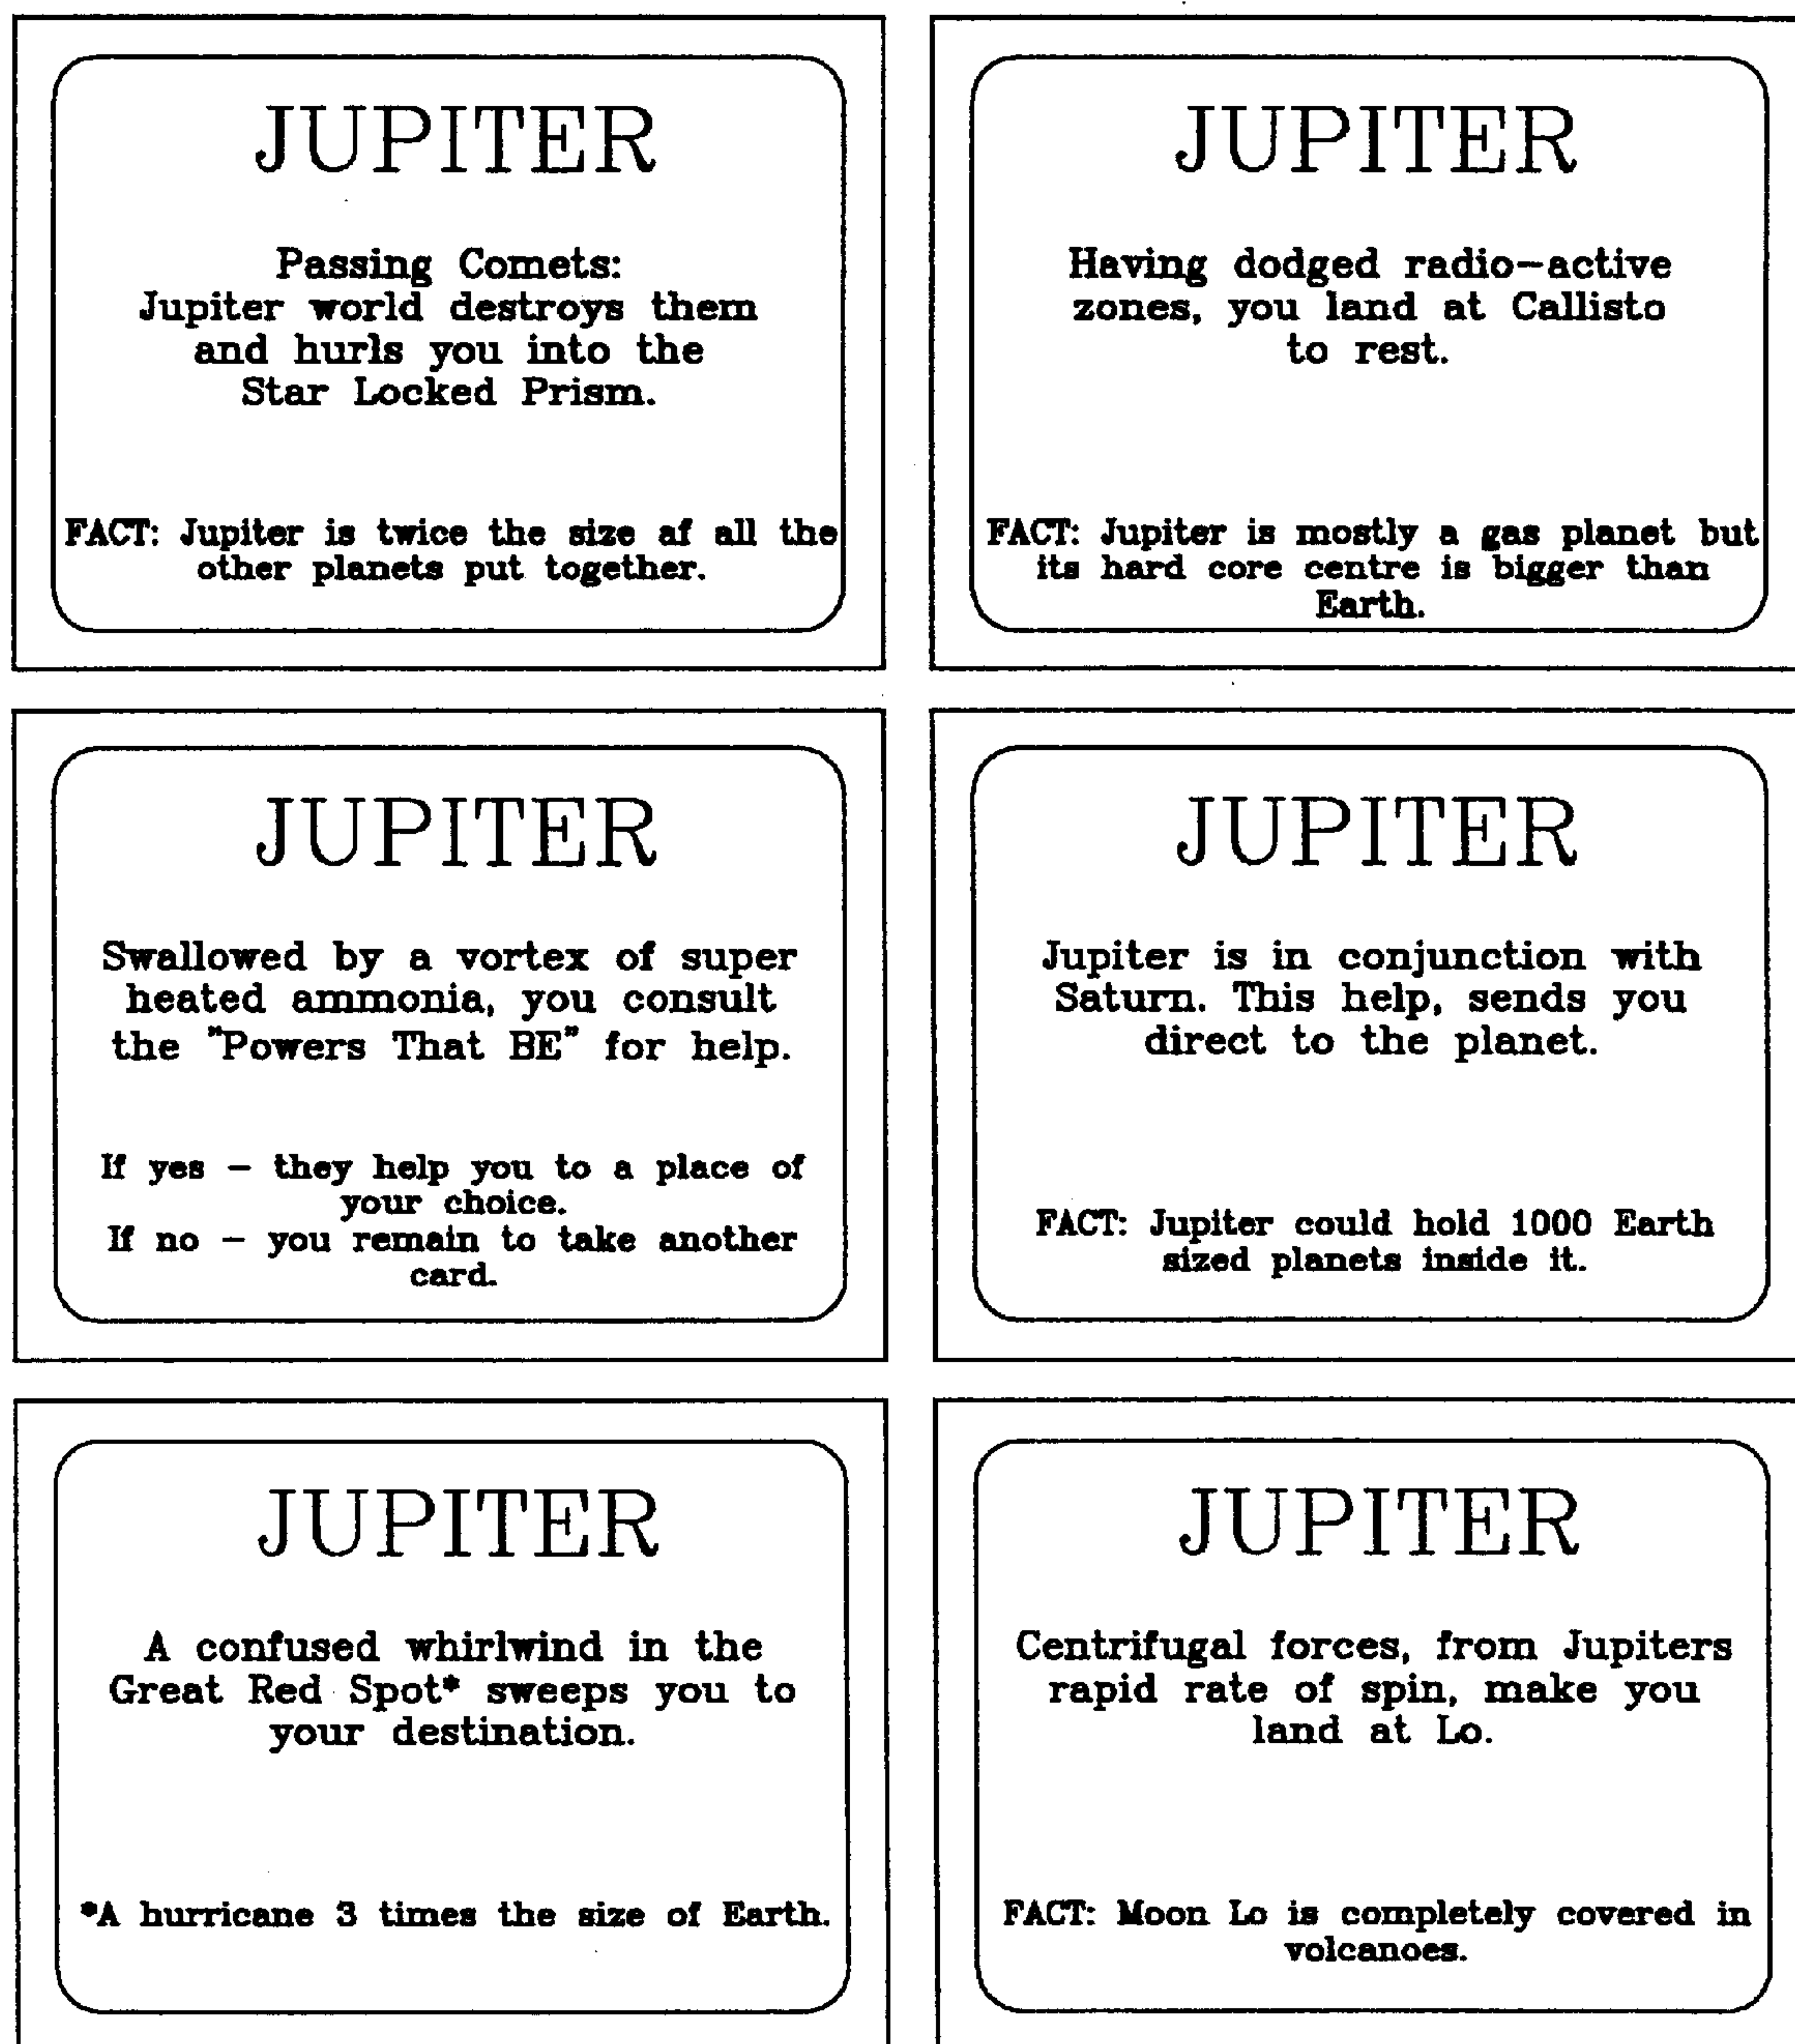 JUPITER
Passing Comets:
Jupiter world destroys them
and hurls you into the
Star Locked Prism.
FACT: Jupiter is twice the size af all the
other planets put together.
JUPITER
Having dodged radio-active
zones, you land at Callisto
to rest.
FACT: Jupiter is mostly a gas planet but
its hard core centre is bigger than
Earth.
JUPITER
Swallowed by a vortex of super
heated ammonia, you consult
the "Powers That BE" for help.
If yes - they help you to a place of
your choice.
If no - you remain to take another
card.
JUPITER
Jupiter is in conjunction with
Saturn. This help, sends you
direct to the planet.
FACT: Jupiter could hold 1000 Earth
sized planets inside it.
JUPITER
A confused whirlwind in the
Great Red Spot* sweeps you to
your destination.
*A hurricane 3 times the size of Earth.
JUPITER
Centrifugal forces, from Jupiters
rapid rate of spin, make you
land at Lo.
FACT: Moon Lo is completely covered in
volcanoes.